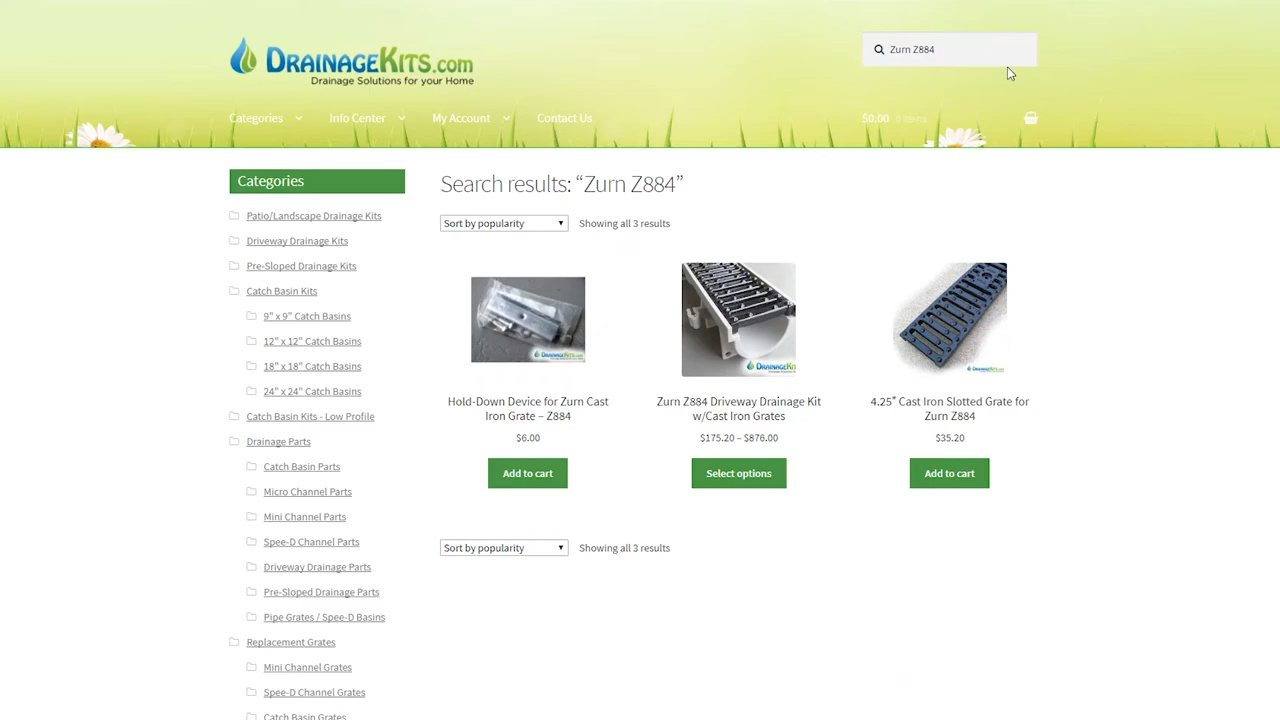 DRAINAGEKITS.com
Drainage Solutions for your Home
Zurn Z884
Categories
Info Center
My Account
Contact Us
$0.00 0 items
Categories
Patio/Landscape Drainage Kits
Driveway Drainage Kits
Pre-Sloped Drainage Kits
Catch Basin Kits
9" x 9" Catch Basins
12" x 12" Catch Basins
18" x 18" Catch Basins
24" x 24" Catch Basins
Catch Basin Kits - Low Profile
Drainage Parts
Catch Basin Parts
Micro Channel Parts
Mini Channel Parts
Spee-D Channel Parts
Driveway Drainage Parts
Pre-Sloped Drainage Parts
Pipe Grates / Spee-D Basins
Replacement Grates
Mini Channel Grates
Spee-D Channel Grates
Catch Basin Grates
Search results: “Zurn Z884”
Sort by popularity
Showing all 3 results
DRAINAGEKITS.com
DRAINAGEKITS.com
DRAINAGEKITS.com
Hold-Down Device for Zurn Cast
Iron Grate – Z884
$6.00
Add to cart
Zurn Z884 Driveway Drainage Kit
w/Cast Iron Grates
$175.20 – $876.00
Select options
4.25″ Cast Iron Slotted Grate for
Zurn Z884
$35.20
Add to cart
Sort by popularity
Showing all 3 results